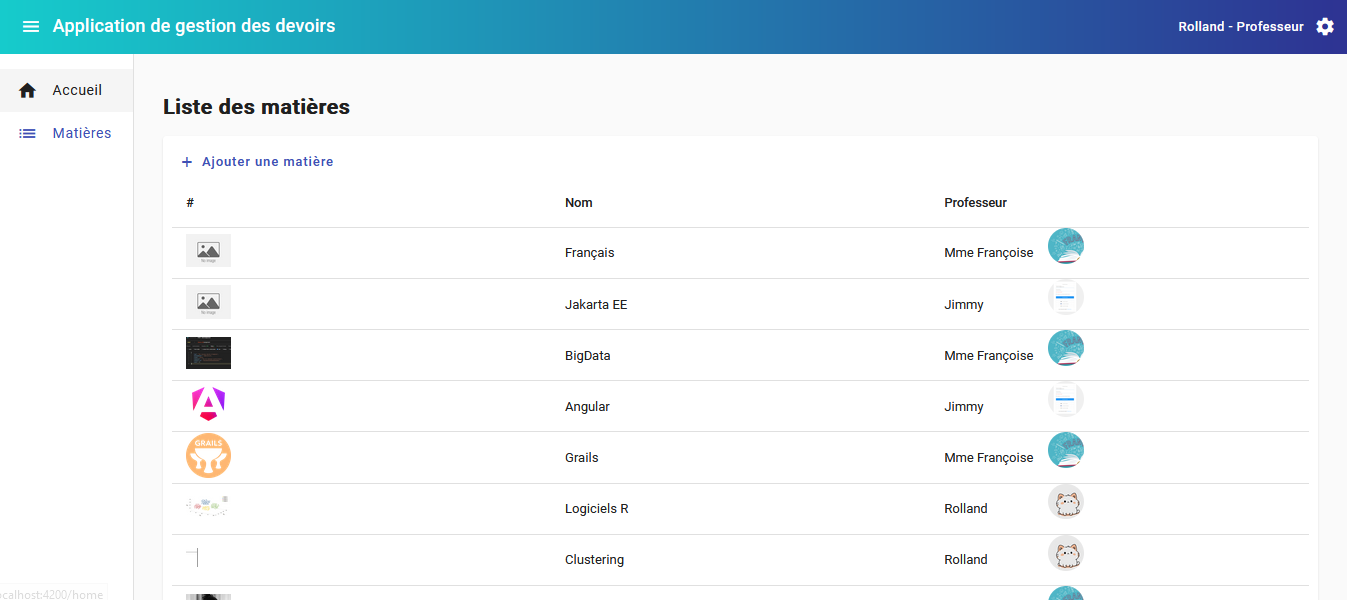 Application de gestion des devoirs
Rolland - Professeur
Accueil
Matières
Liste des matières
+ Ajouter une matière
# Nom Professeur
No Image Français Mme Françoise
No Image Jakarta EE Jimmy
BigData Mme Françoise
Angular Jimmy
GRAILS Grails Mme Françoise
Logiciels R Rolland
Clustering Rolland
ocalhost:4200/home